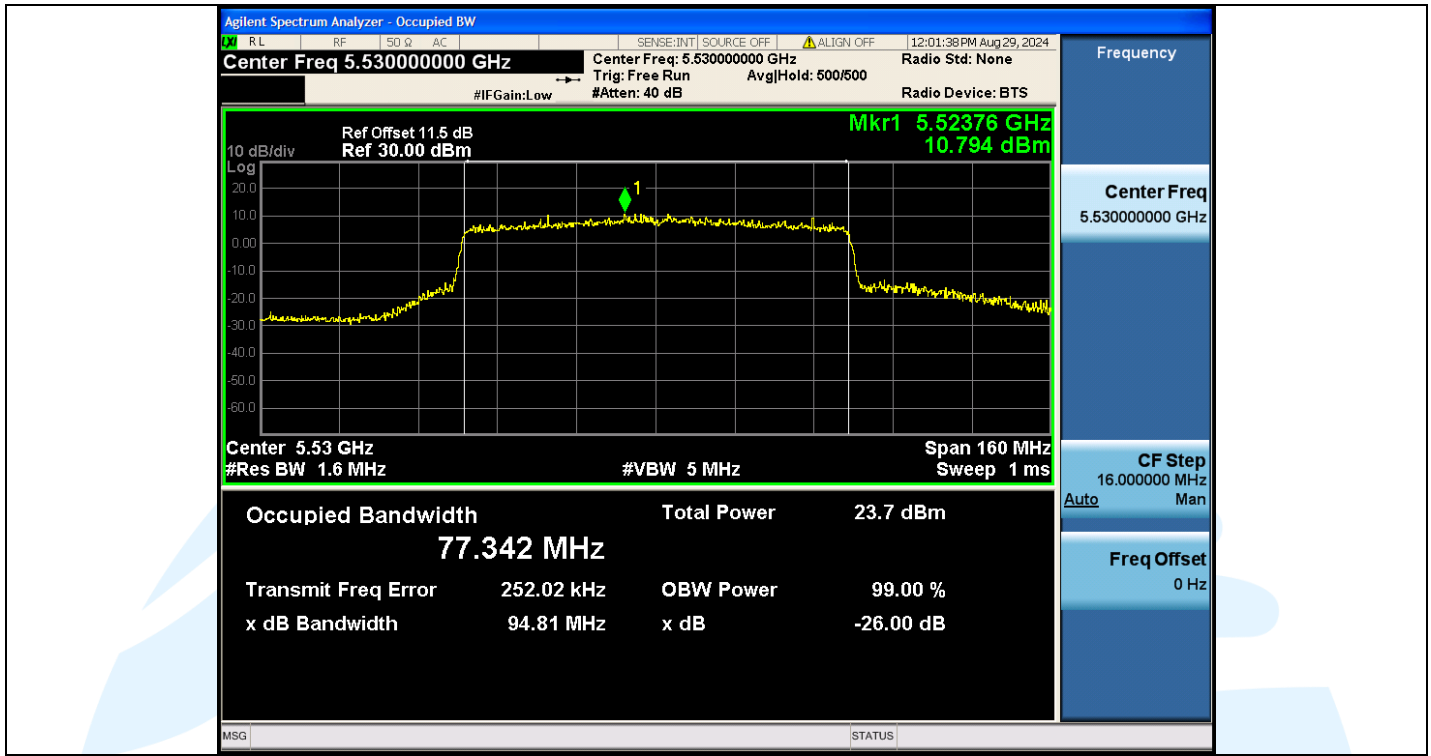 Agilent Spectrum Analyzer - Occupied BW
LXI RL RF 50 Ω AC SENSE:INT SOURCE OFF ALIGN OFF 12:01:38 PM Aug 29, 2024
Center Freq 5.530000000 GHz
Center Freq: 5.530000000 GHz
Radio Std: None
Trig: Free Run Avg|Hold: 500/500
#IFGain:Low
#Atten: 40 dB
Radio Device: BTS
Frequency
Mkr1 5.52376 GHz
10.794 dBm
Ref Offset 11.5 dB
10 dB/div Ref 30.00 dBm
Log
20.0
10.0
0.00
-10.0
-20.0
-30.0
-40.0
-50.0
-60.0
1
Center Freq
5.530000000 GHz
Center 5.53 GHz Span 160 MHz
#Res BW 1.6 MHz #VBW 5 MHz Sweep 1 ms
CF Step
16.000000 MHz
Auto Man
Occupied Bandwidth Total Power 23.7 dBm
77.342 MHz
Freq Offset
0 Hz
Transmit Freq Error 252.02 kHz OBW Power 99.00 %
x dB Bandwidth 94.81 MHz x dB -26.00 dB
MSG STATUS